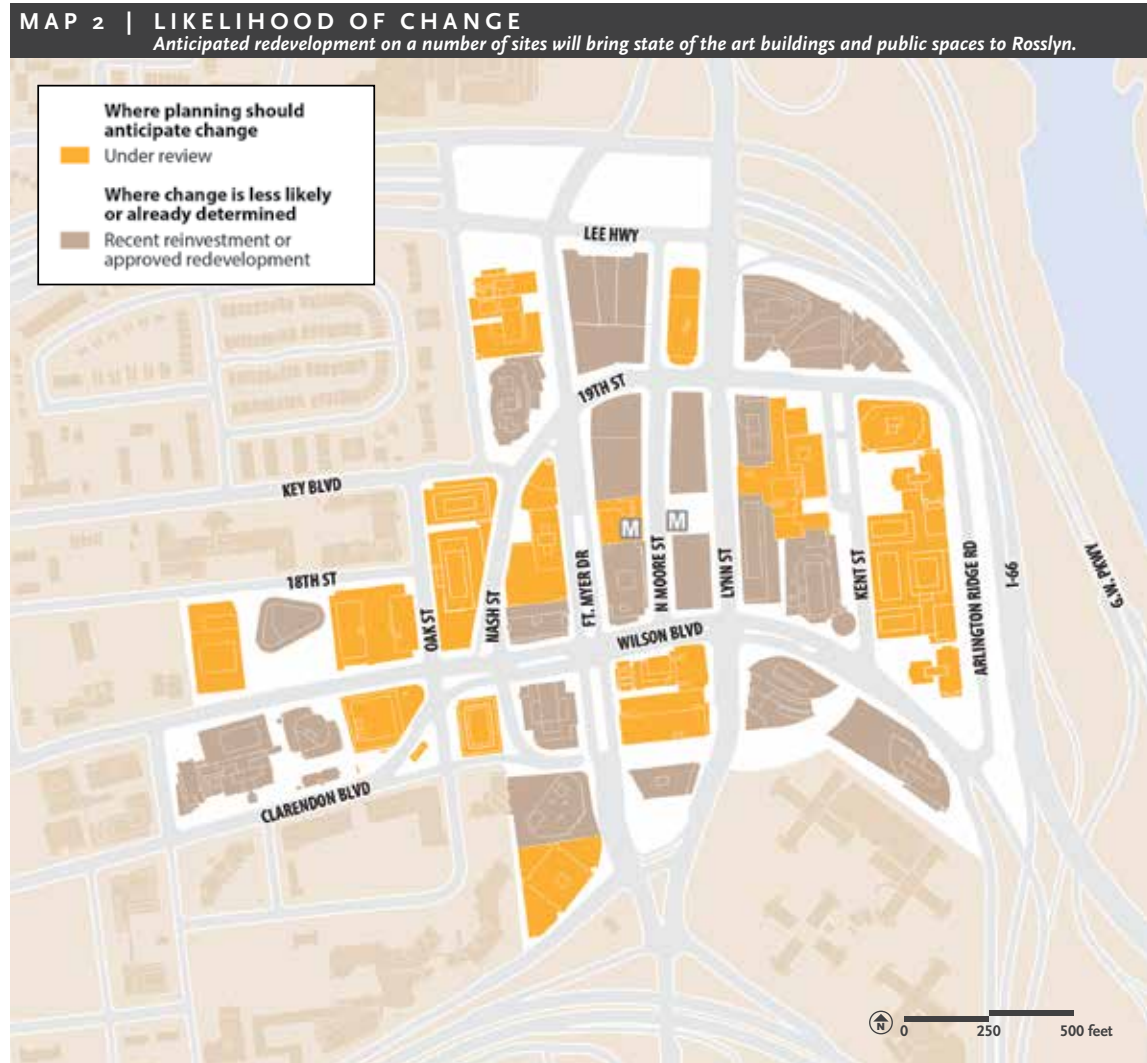 MAP 2 | LIKELIHOOD OF CHANGE
Anticipated redevelopment on a number of sites will bring state of the art buildings and public spaces to Rosslyn.
Where planning should
anticipate change
Under review
Where change is less likely
or already determined
Recent reinvestment or
approved redevelopment
LEE HWY
19TH ST
KEY BLVD
18TH ST
OAK ST
NASH ST
FT. MYER DR
M
N MOORE ST
M
LYNN ST
KENT ST
ARLINGTON RIDGE RD
I-66
G.W. PKWY
WILSON BLVD
CLARENDON BLVD
N
0 250 500 feet